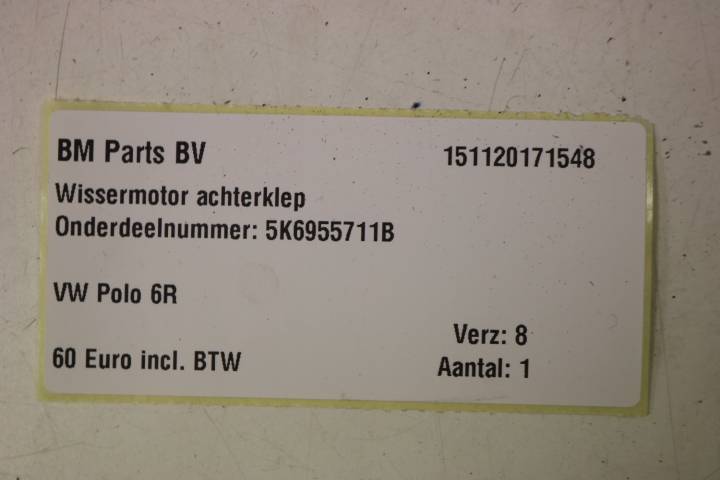 BM Parts BV 151120171548
Wissermotor achterklep
Onderdeelnummer: 5K6955711B
VW Polo 6R
Verz: 8
60 Euro incl. BTW Aantal: 1